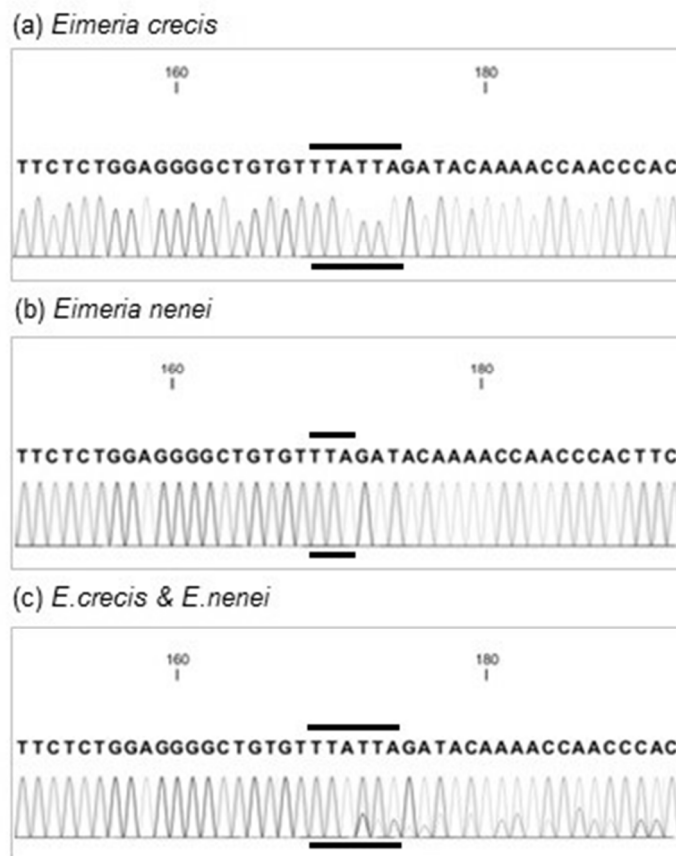 (a) Eimeria crecis
160 180
TTCTCTGGAGGGGCTGTGTTTATTAGATACAAAACCAACCCAC
(b) Eimeria nenei
160 180
TTCTCTGGAGGGGCTGTGTTTAGATACAAAACCAACCCACTTC
(c) E.crecis & E.nenei
160 180
TTCTCTGGAGGGGCTGTGTTTATTAGATACAAAACCAACCCAC